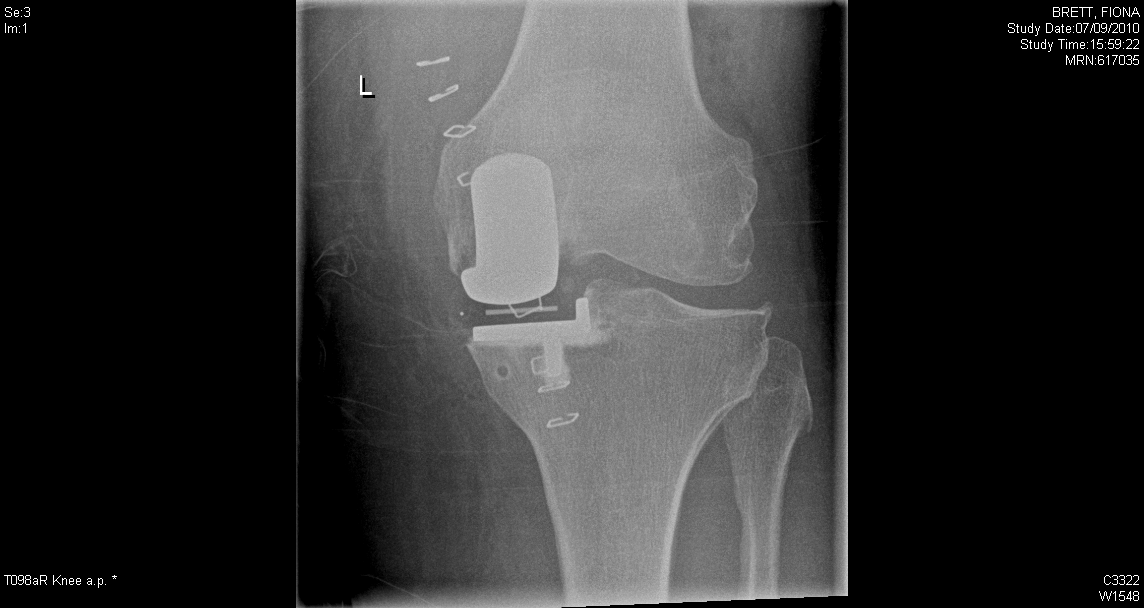 Se:3
Im:1
BRETT, FIONA
Study Date:07/09/2010
Study Time:15:59:22
MRN:617035
L
T098aR Knee a.p. *
C3322
W1548